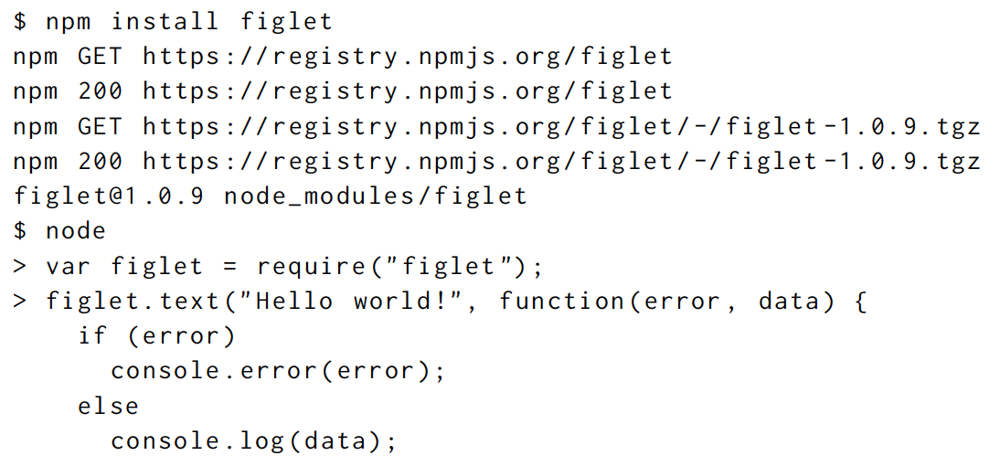 $ npm install figlet
npm GET https://registry.npmjs.org/figlet
npm 200 https://registry.npmjs.org/figlet
npm GET https://registry.npmjs.org/figlet/-/figlet-1.0.9.tgz
npm 200 https://registry.npmjs.org/figlet/-/figlet-1.0.9.tgz
figlet@1.0.9 node_modules/figlet
$ node
> var figlet = require("figlet");
> figlet.text("Hello world!", function(error, data) {
    if (error)
      console.error(error);
    else
      console.log(data);